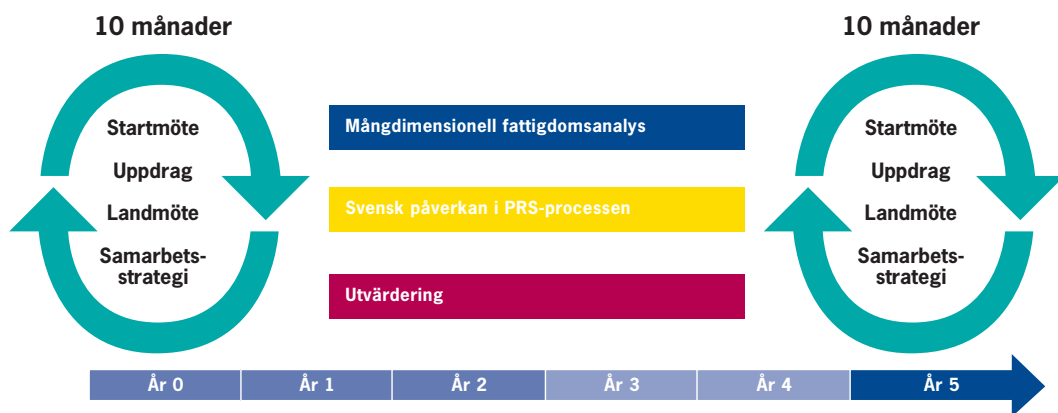 10 månader
Startmöte
Uppdrag
Landmöte
Samarbets-
strategi
Mångdimensionell fattigdomsanalys
Svensk påverkan i PRS-processen
Utvärdering
10 månader
Startmöte
Uppdrag
Landmöte
Samarbets-
strategi
År 0
År 1
År 2
År 3
År 4
År 5